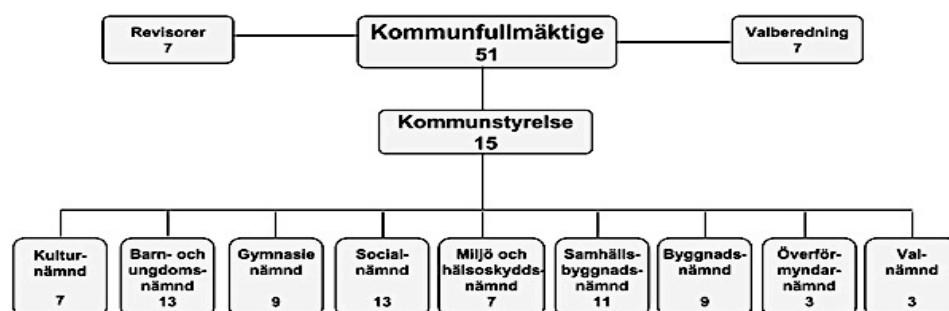 Revisorer
7
Kommunfullmäktige
51
Valberedning
7
Kommunstyrelse
15
Kultur-
nämnd
7
Barn- och
ungdoms-
nämnd
13
Gymnasie
nämnd
9
Social-
nämnd
13
Miljö och
hälsoskydds-
nämnd
7
Samhälls-
byggnads-
nämnd
11
Byggnads-
nämnd
9
Överför-
myndar-
nämnd
3
Val-
nämnd
3